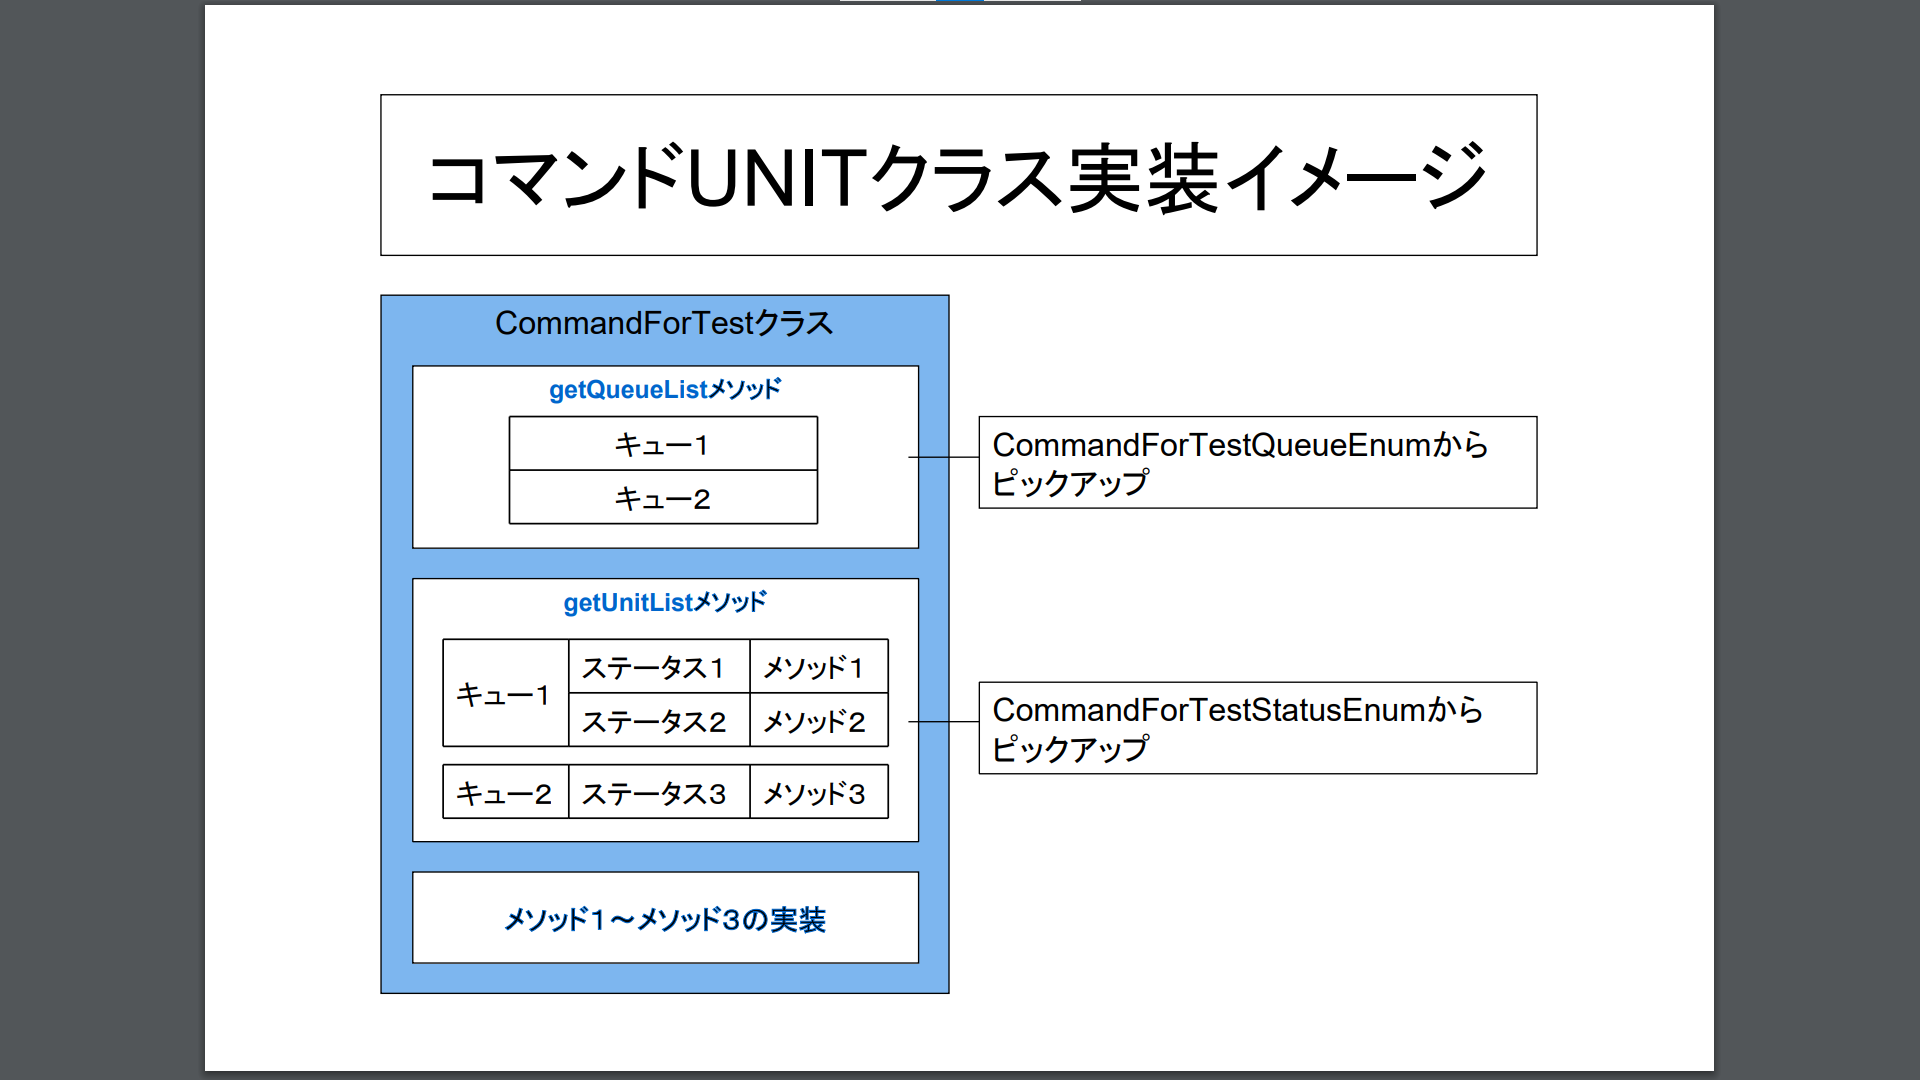 コマンドUNITクラス実装イメージ
CommandForTestクラス
getQueueListメソッド
キュー1
キュー2
CommandForTestQueueEnumから
ピックアップ
getUnitListメソッド
キュー1 ステータス1 メソッド1
ステータス2 メソッド2
キュー2 ステータス3 メソッド3
CommandForTestStatusEnumから
ピックアップ
メソッド1～メソッド3の実装